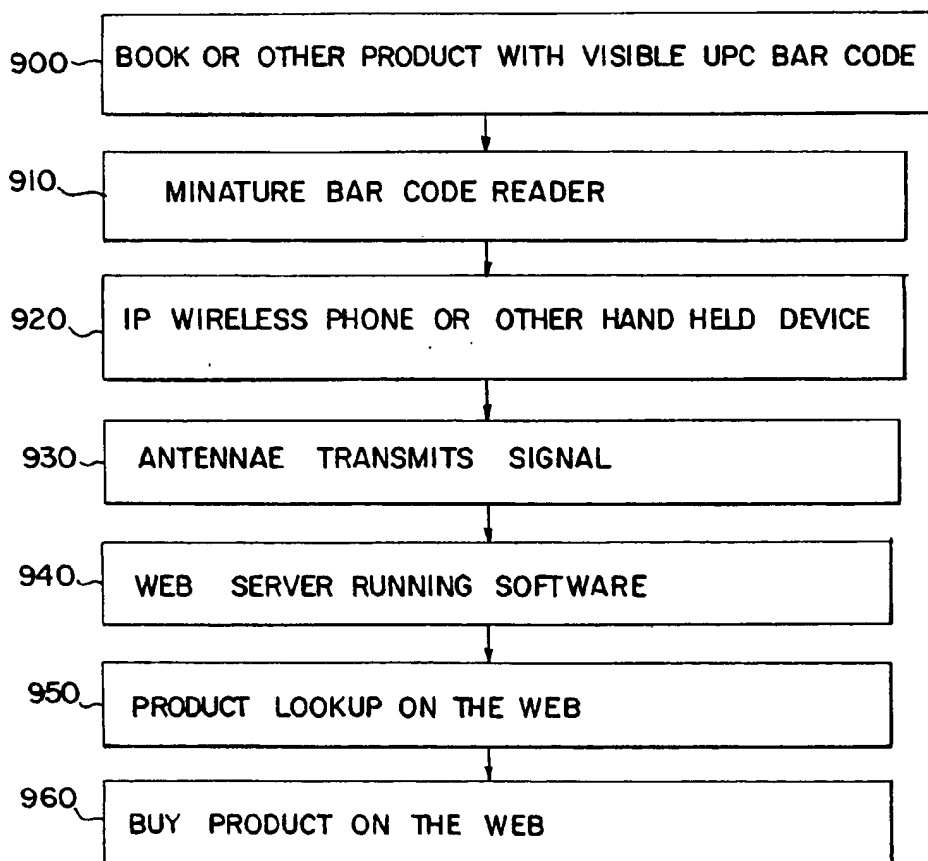 900 BOOK OR OTHER PRODUCT WITH VISIBLE UPC BAR CODE
910 MINATURE BAR CODE READER
920 IP WIRELESS PHONE OR OTHER HAND HELD DEVICE
930 ANTENNAE TRANSMITS SIGNAL
940 WEB SERVER RUNNING SOFTWARE
950 PRODUCT LOOKUP ON THE WEB
960 BUY PRODUCT ON THE WEB